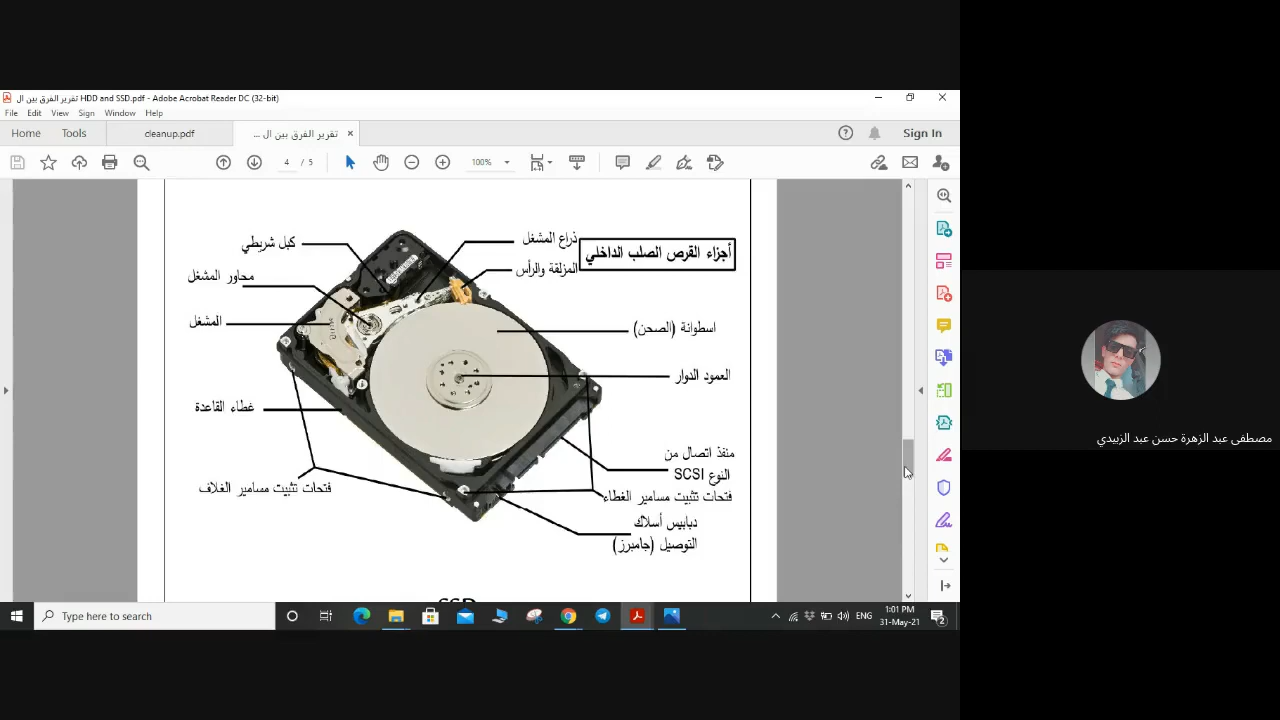 تقرير الفرق بين ال HDD and SSD.pdf - Adobe Acrobat Reader DC (32-bit)
File Edit View Sign Window Help
Home Tools cleanup.pdf تقرير الفرق بين ال ... × Sign In
4 / 5 100%
أجزاء القرص الصلب الداخلي
ذراع المشغل
كبل شريطي
المزلقة والرأس
محاور المشغل
المشغل
اسطوانة (الصحن)
العمود الدوار
غطاء القاعدة
منفذ اتصال من
النوع SCSI
فتحات تثبيت مسامير الغلاف
فتحات تثبيت مسامير الغطاء
دبابيس أسلاك
التوصيل (جامبرز)
SSD
مصطفى عبد الزهرة حسن عبد الزبيدي
Type here to search
ENG
1:01 PM
31-May-21
2